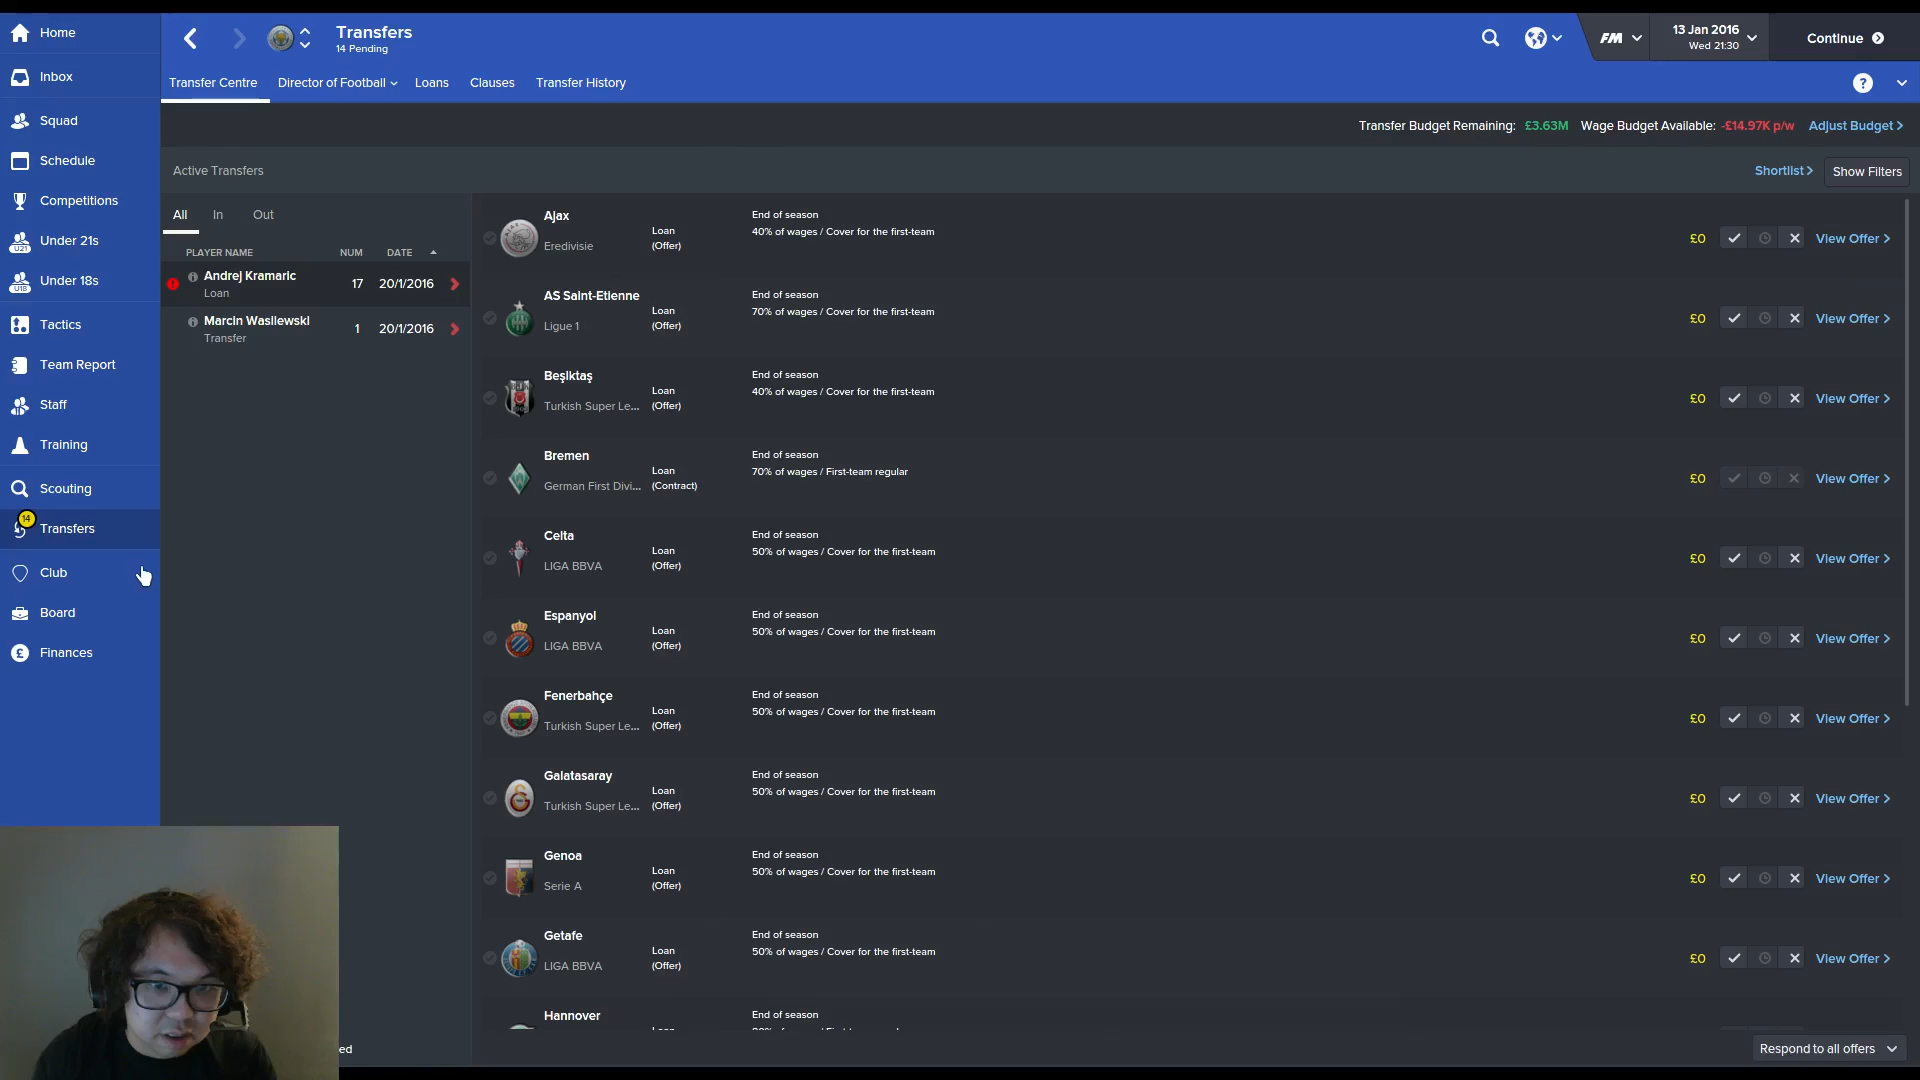 Home
Inbox
Squad
Schedule
Competitions
U21
Under 21s
U18
Under 18s
Tactics
Team Report
Staff
Training
Scouting
14
Transfers
Club
Board
Finances
Transfers
14 Pending
FM
13 Jan 2016
Wed 21:30
Continue
Transfer Centre
Director of Football
Loans
Clauses
Transfer History
?
Transfer Budget Remaining: £3.63M Wage Budget Available: -£14.97K p/w Adjust Budget >
Active Transfers
Shortlist >
Show Filters
All In Out
PLAYER NAME NUM DATE
Andrej Kramaric 17 20/1/2016
Loan
Marcin Wasilewski 1 20/1/2016
Transfer
Ajax
Eredivisie
Loan
(Offer)
End of season
40% of wages / Cover for the first-team
£0
View Offer >
AS Saint-Etienne
Ligue 1
Loan
(Offer)
End of season
70% of wages / Cover for the first-team
£0
View Offer >
Beşiktaş
Turkish Super Le...
Loan
(Offer)
End of season
40% of wages / Cover for the first-team
£0
View Offer >
Bremen
German First Divi...
Loan
(Contract)
End of season
70% of wages / First-team regular
£0
View Offer >
Celta
LIGA BBVA
Loan
(Offer)
End of season
50% of wages / Cover for the first-team
£0
View Offer >
Espanyol
LIGA BBVA
Loan
(Offer)
End of season
50% of wages / Cover for the first-team
£0
View Offer >
Fenerbahçe
Turkish Super Le...
Loan
(Offer)
End of season
50% of wages / Cover for the first-team
£0
View Offer >
Galatasaray
Turkish Super Le...
Loan
(Offer)
End of season
50% of wages / Cover for the first-team
£0
View Offer >
Genoa
Serie A
Loan
(Offer)
End of season
50% of wages / Cover for the first-team
£0
View Offer >
Getafe
LIGA BBVA
Loan
(Offer)
End of season
50% of wages / Cover for the first-team
£0
View Offer >
Hannover
End of season
ed
Respond to all offers